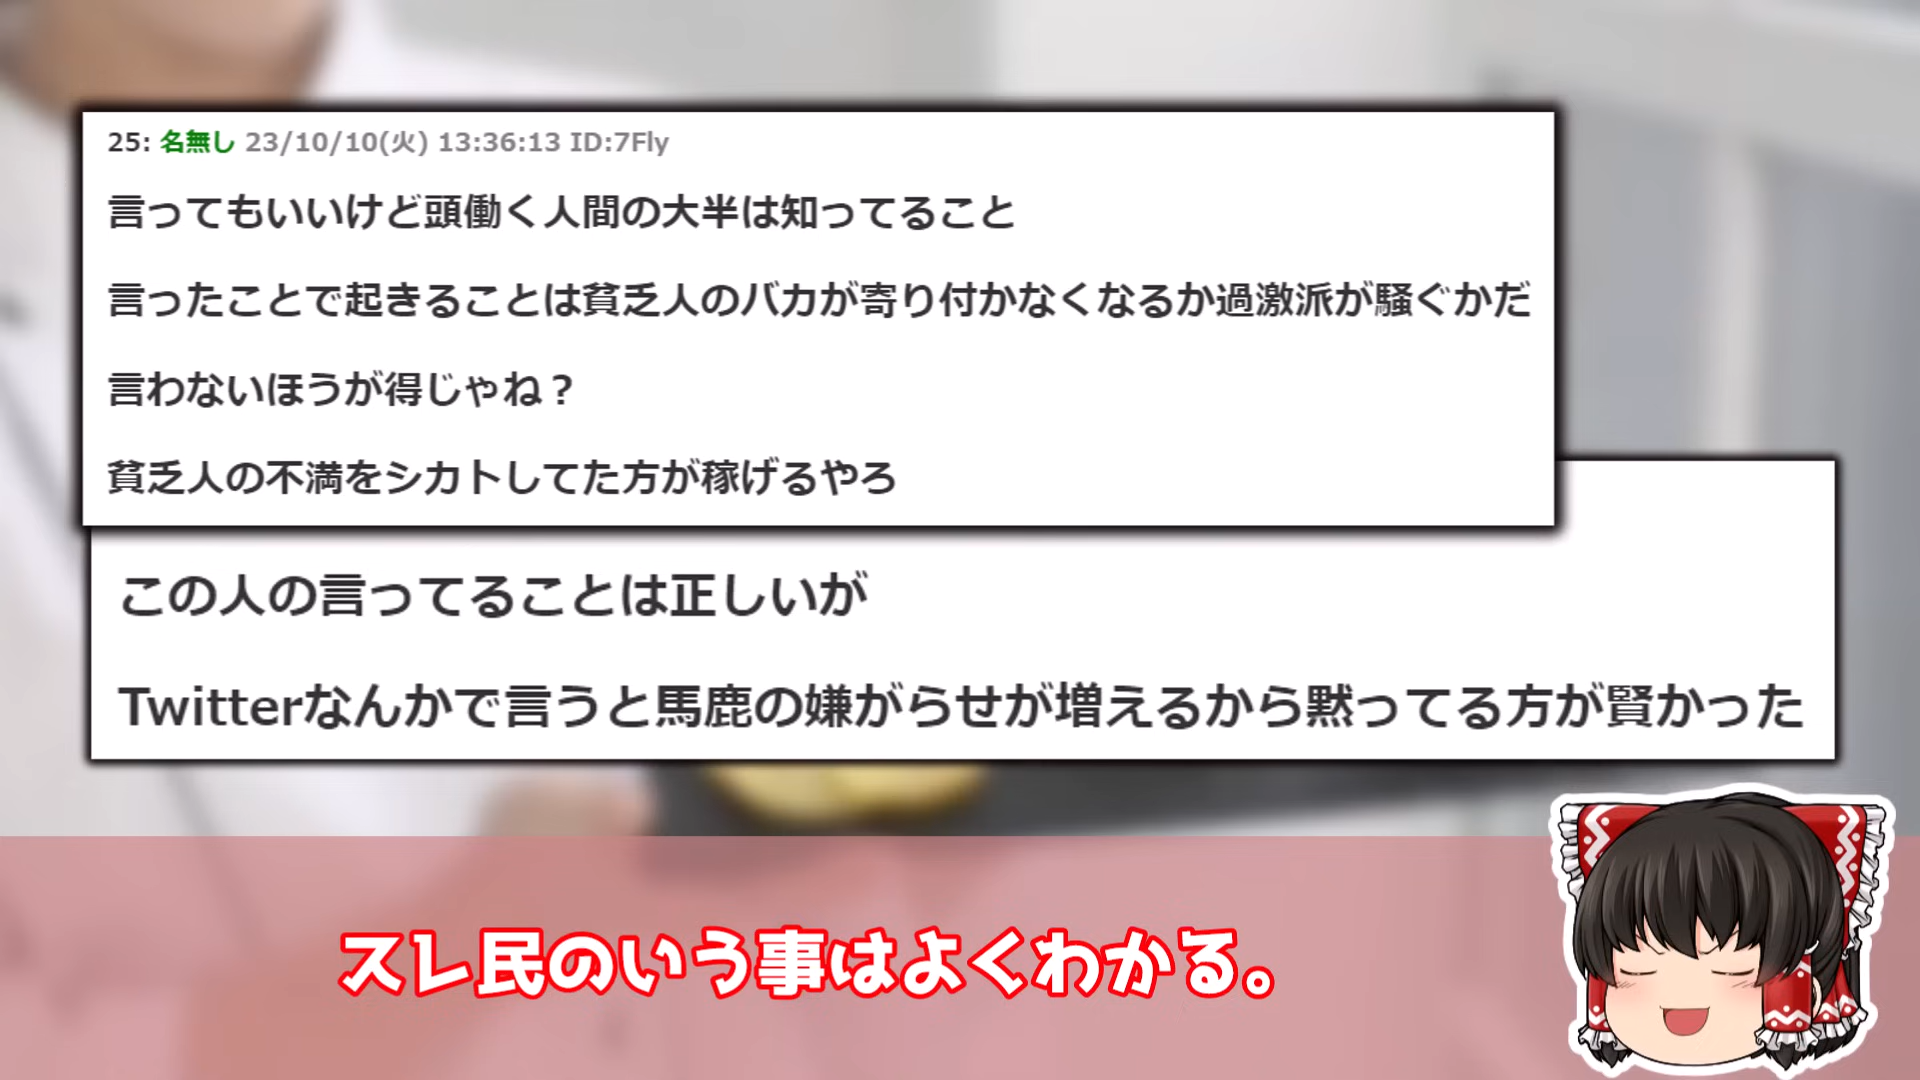 25: 名無し 23/10/10(火) 13:36:13 ID:7Fly
言ってもいいけど頭働く人間の大半は知ってること
言ったことで起きることは貧乏人のバカが寄り付かなくなるか過激派が騒ぐかだ
言わないほうが得じゃね？
貧乏人の不満をシカトしてた方が稼げるやろ
この人の言ってることは正しいが
Twitterなんかで言うと馬鹿の嫌がらせが増えるから黙ってる方が賢かった
スレ民のいう事はよくわかる。